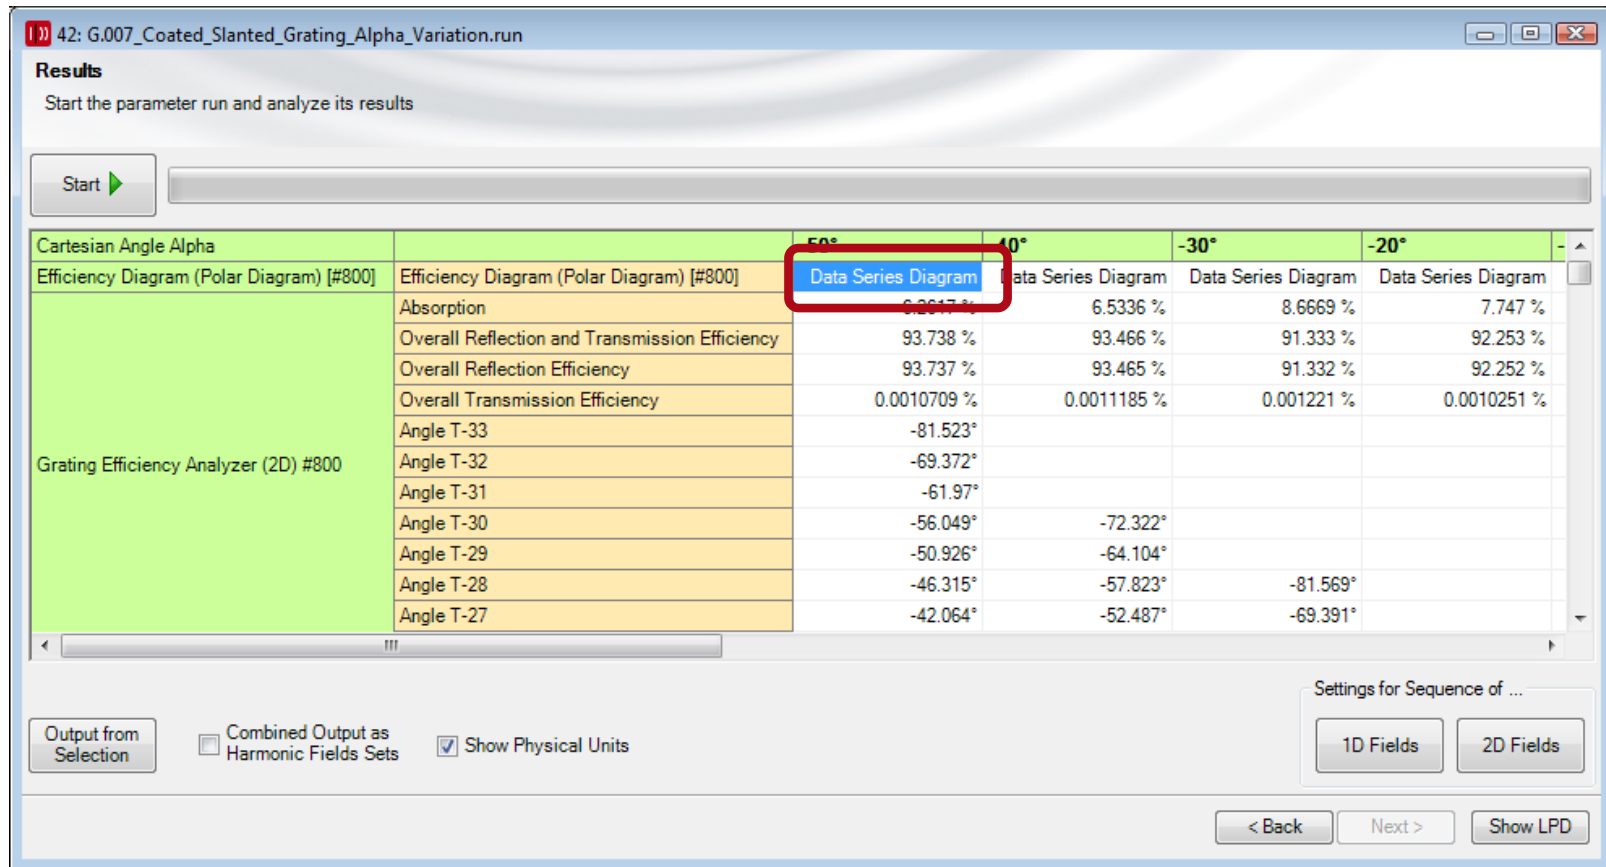 42: G.007_Coated_Slanted_Grating_Alpha_Variation.run
Results
Start the parameter run and analyze its results
Start
Cartesian Angle Alpha -50° -40° -30° -20° -
Efficiency Diagram (Polar Diagram) [#800] Efficiency Diagram (Polar Diagram) [#800] Data Series Diagram Data Series Diagram Data Series Diagram Data Series Diagram
Absorption 6.2617 % 6.5336 % 8.6669 % 7.747 %
Overall Reflection and Transmission Efficiency 93.738 % 93.466 % 91.333 % 92.253 %
Overall Reflection Efficiency 93.737 % 93.465 % 91.332 % 92.252 %
Overall Transmission Efficiency 0.0010709 % 0.0011185 % 0.001221 % 0.0010251 %
Angle T-33 -81.523°
Grating Efficiency Analyzer (2D) #800 Angle T-32 -69.372°
Angle T-31 -61.97°
Angle T-30 -56.049° -72.322°
Angle T-29 -50.926° -64.104°
Angle T-28 -46.315° -57.823° -81.569°
Angle T-27 -42.064° -52.487° -69.391°
Settings for Sequence of ...
Output from Selection
Combined Output as Harmonic Fields Sets
Show Physical Units
1D Fields 2D Fields
< Back Next > Show LPD